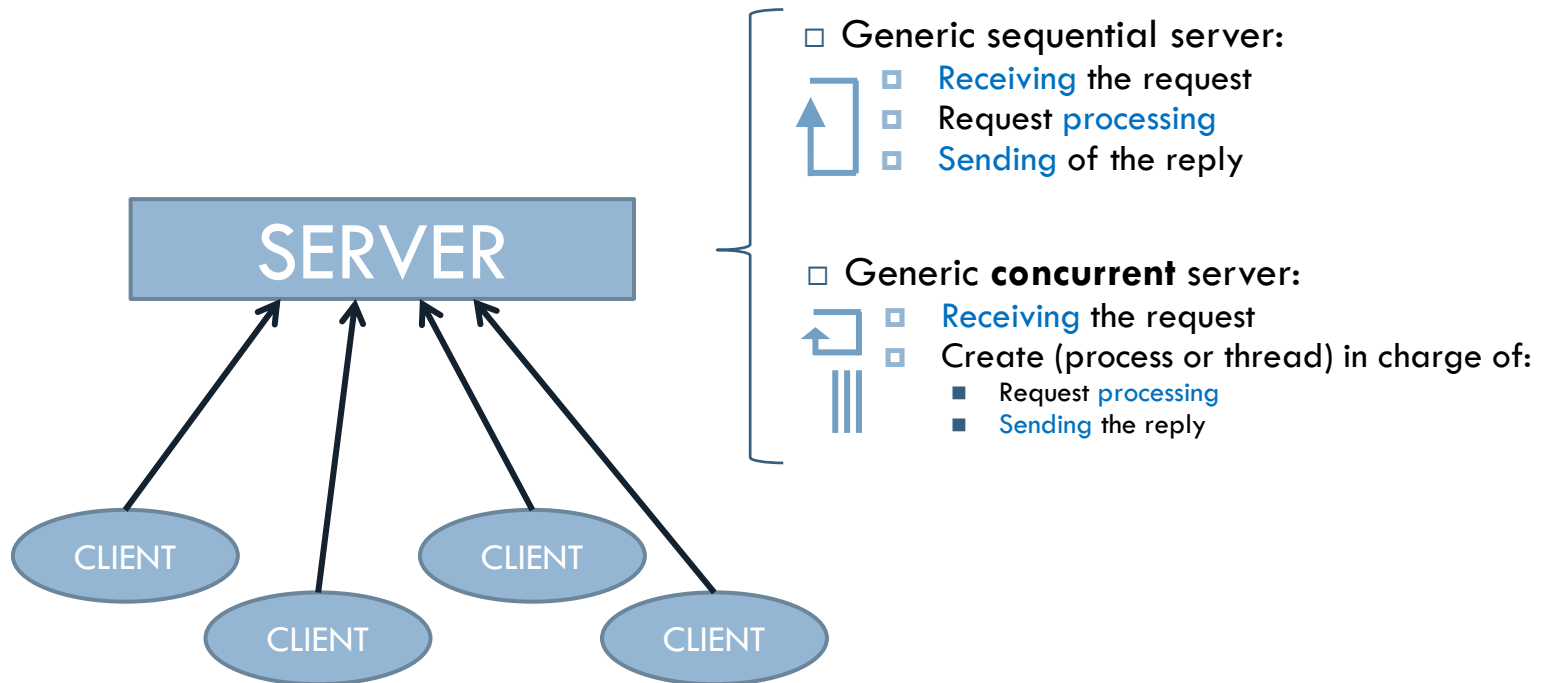 Generic sequential server:
Receiving the request
Request processing
Sending of the reply
SERVER
Generic concurrent server:
Receiving the request
Create (process or thread) in charge of:
Request processing
Sending the reply
CLIENT
CLIENT
CLIENT
CLIENT